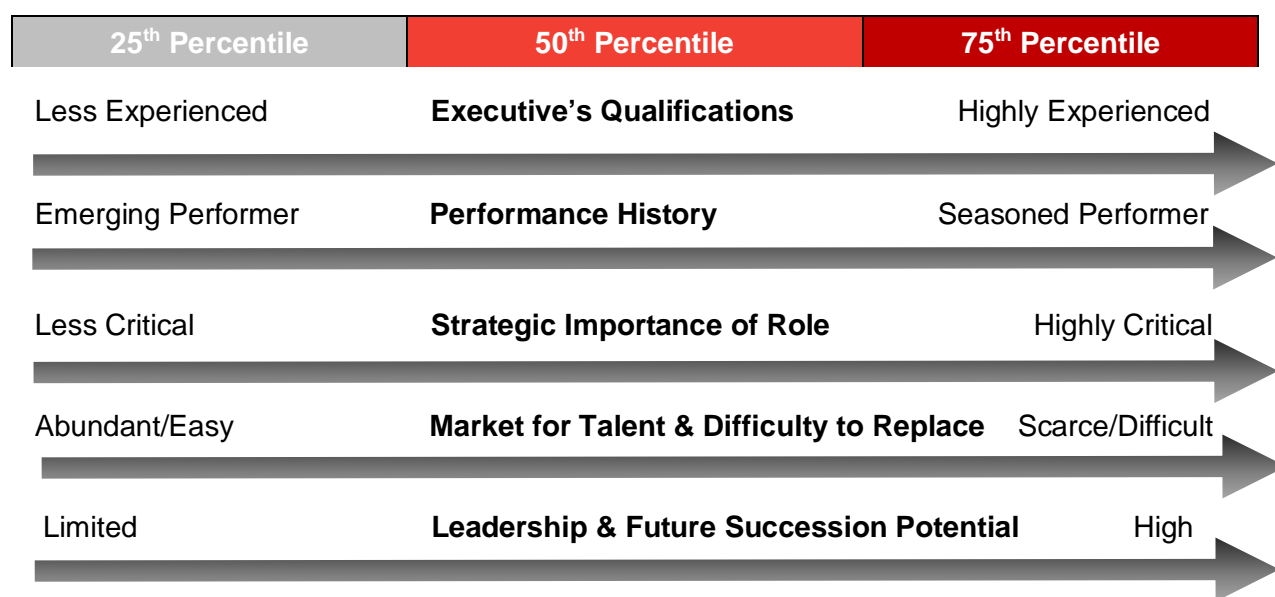 25th Percentile 50th Percentile 75th Percentile
Less Experienced Executive's Qualifications Highly Experienced
Emerging Performer Performance History Seasoned Performer
Less Critical Strategic Importance of Role Highly Critical
Abundant/Easy Market for Talent & Difficulty to Replace Scarce/Difficult
Limited Leadership & Future Succession Potential High